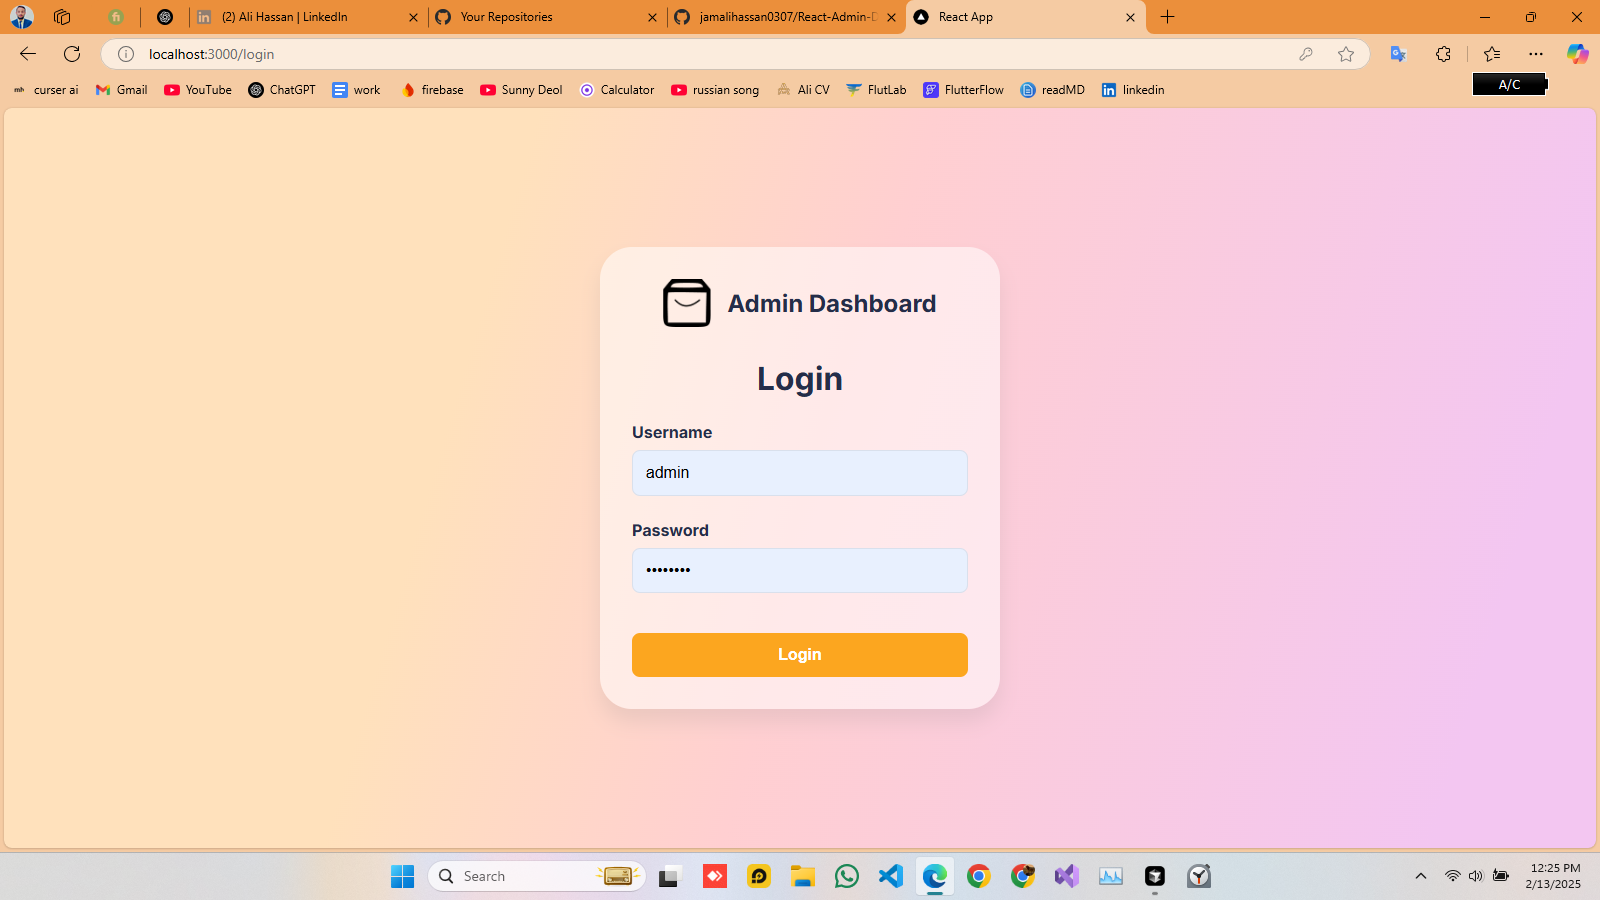 (2) Ali Hassan | LinkedIn
Your Repositories
jamalihassan0307/React-Admin-D
React App
localhost:3000/login
curser ai
Gmail
YouTube
ChatGPT
work
firebase
Sunny Deol
Calculator
russian song
Ali CV
FlutLab
FlutterFlow
readMD
linkedin
A/C
Admin Dashboard
Login
Username
admin
Password
••••••••
Login
Search
12:25 PM
2/13/2025